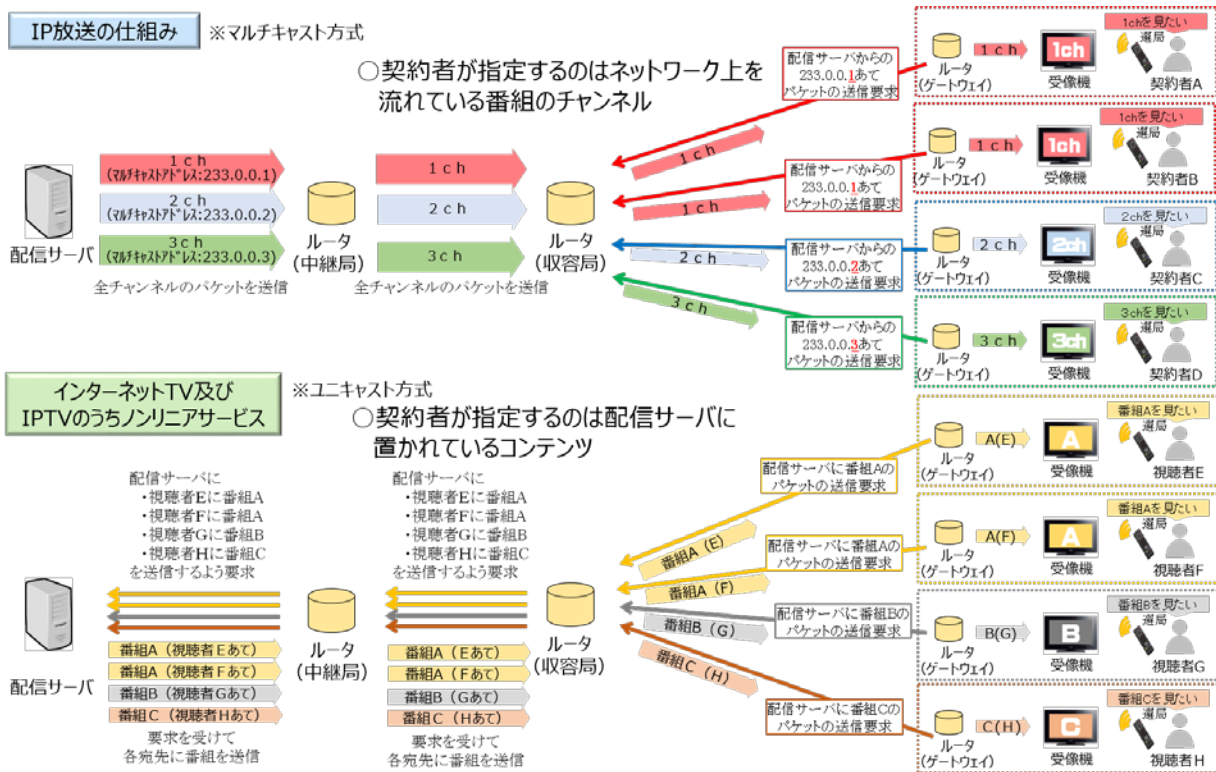 IP放送の仕組み
※マルチキャスト方式
○契約者が指定するのはネットワーク上を
流れている番組のチャンネル
配信サーバ
1ch
(マルチキャストアドレス:233.0.0.1)
2ch
(マルチキャストアドレス:233.0.0.2)
3ch
(マルチキャストアドレス:233.0.0.3)
全チャンネルのパケットを送信
ルータ
(中継局)
1ch
2ch
3ch
全チャンネルのパケットを送信
ルータ
(収容局)
1ch
1ch
2ch
3ch
配信サーバからの
233.0.0.1あて
パケットの送信要求
ルータ
(ゲートウェイ)
1ch
1ch
受像機
1chを見たい
選局
契約者A
配信サーバからの
233.0.0.1あて
パケットの送信要求
ルータ
(ゲートウェイ)
1ch
1ch
受像機
1chを見たい
選局
契約者B
配信サーバからの
233.0.0.2あて
パケットの送信要求
ルータ
(ゲートウェイ)
2ch
2ch
受像機
2chを見たい
選局
契約者C
配信サーバからの
233.0.0.3あて
パケットの送信要求
ルータ
(ゲートウェイ)
3ch
3ch
受像機
3chを見たい
選局
契約者D
インターネットTV及び
IPTVのうちノンリニアサービス
※ユニキャスト方式
○契約者が指定するのは配信サーバに
置かれているコンテンツ
配信サーバに
・視聴者Eに番組A
・視聴者Fに番組A
・視聴者Gに番組B
・視聴者Hに番組C
を送信するよう要求
配信サーバに
・視聴者Eに番組A
・視聴者Fに番組A
・視聴者Gに番組B
・視聴者Hに番組C
を送信するよう要求
配信サーバ
番組A(視聴者Eあて)
番組A(視聴者Fあて)
番組B(視聴者Gあて)
番組C(視聴者Hあて)
要求を受けて
各宛先に番組を送信
ルータ
(中継局)
番組A(Eあて)
番組A(Fあて)
番組B(Gあて)
番組C(Hあて)
要求を受けて
各宛先に番組を送信
ルータ
(収容局)
番組A(E)
番組A(F)
番組B(G)
番組C(H)
配信サーバに番組Aの
パケットの送信要求
ルータ
(ゲートウェイ)
A(E)
A
受像機
番組Aを見たい
選局
視聴者E
配信サーバに番組Aの
パケットの送信要求
ルータ
(ゲートウェイ)
A(F)
A
受像機
番組Aを見たい
選局
視聴者F
配信サーバに番組Bの
パケットの送信要求
ルータ
(ゲートウェイ)
B(G)
B
受像機
番組Bを見たい
選局
視聴者G
配信サーバに番組Cの
パケットの送信要求
ルータ
(ゲートウェイ)
C(H)
C
受像機
番組Cを見たい
選局
視聴者H